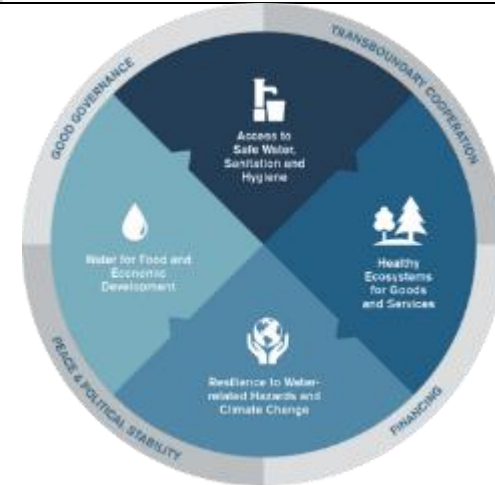 GOOD GOVERNANCE
TRANSBOUNDARY COOPERATION
Access to
Safe Water,
Sanitation and
Hygiene
Water for Food and
Economic
Development
Healthy
Ecosystems
for Goods
and Services
Resilience to Water-
related Hazards and
Climate Change
PEACE & POLITICAL STABILITY
FINANCING